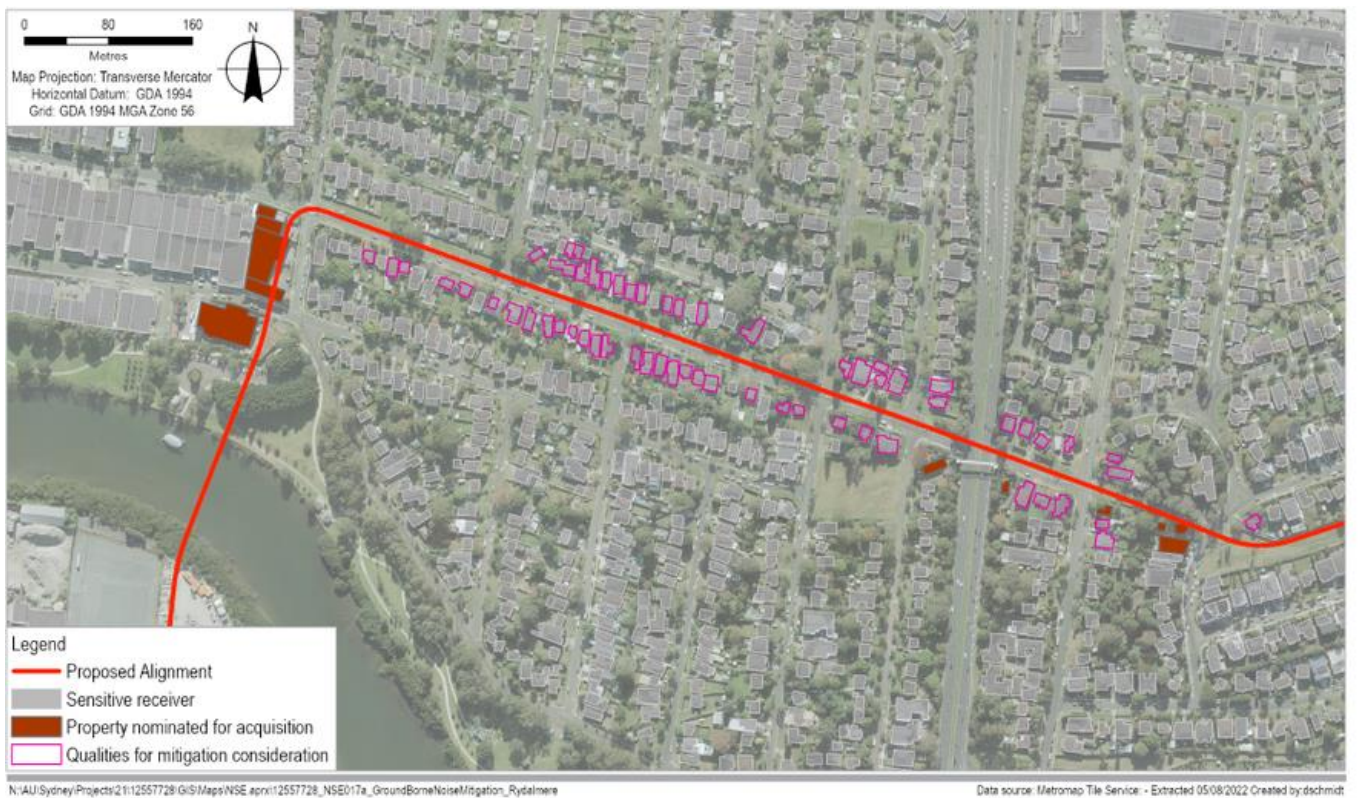 0 80 160
Metres
Map Projection: Transverse Mercator
Horizontal Datum: GDA 1994
Grid: GDA 1994 MGA Zone 56
N
Legend
Proposed Alignment
Sensitive receiver
Property nominated for acquisition
Qualities for mitigation consideration
N:\AU\Sydney\Projects\21\12557728\GIS\Maps\NSE.aprx\12557728_NSE017a_GroundBorneNoiseMitigation_Rydalmere
Data source: Metromap Tile Service: - Extracted 05/08/2022 Created by:dschmidt